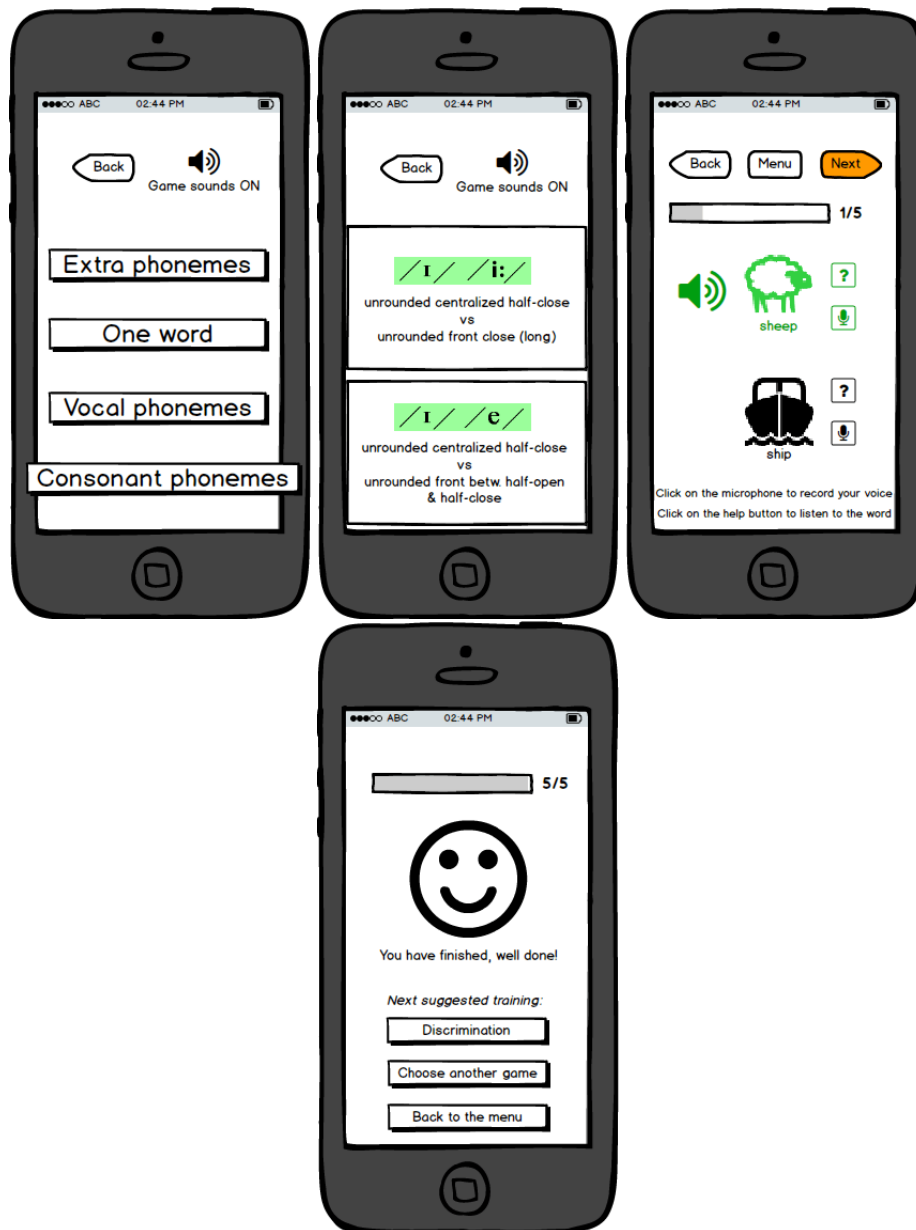 ABC 02:44 PM
Back
Game sounds ON
Extra phonemes
One word
Vocal phonemes
Consonant phonemes
ABC 02:44 PM
Back
Game sounds ON
/ɪ/ /i:/
unrounded centralized half-close
vs
unrounded front close (long)
/ɪ/ /e/
unrounded centralized half-close
vs
unrounded front betw. half-open
& half-close
ABC 02:44 PM
Back Menu Next
1/5
?
sheep
?
ship
Click on the microphone to record your voice
Click on the help button to listen to the word
ABC 02:44 PM
5/5
You have finished, well done!
Next suggested training:
Discrimination
Choose another game
Back to the menu